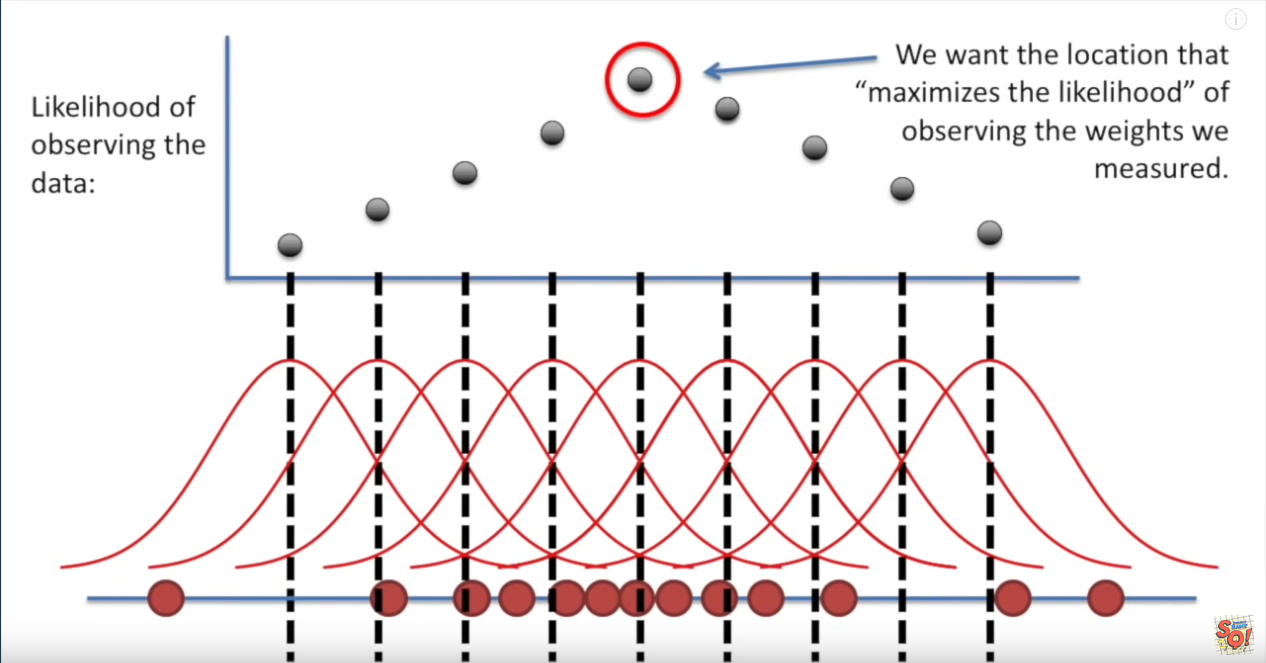 Likelihood of
observing the
data:
We want the location that
“maximizes the likelihood” of
observing the weights we
measured.